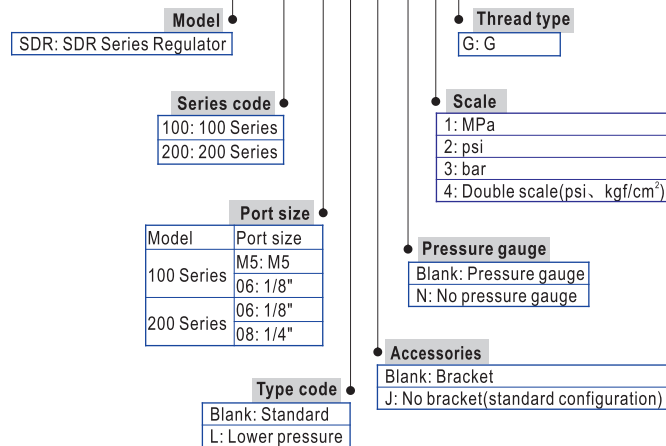 Model
SDR: SDR Series Regulator
Thread type
G: G
Series code
100: 100 Series
200: 200 Series
Scale
1: MPa
2: psi
3: bar
4: Double scale(psi、kgf/cm²)
Port size
Model Port size
100 Series M5: M5
06: 1/8"
200 Series 06: 1/8"
08: 1/4"
Pressure gauge
Blank: Pressure gauge
N: No pressure gauge
Accessories
Blank: Bracket
J: No bracket(standard configuration)
Type code
Blank: Standard
L: Lower pressure